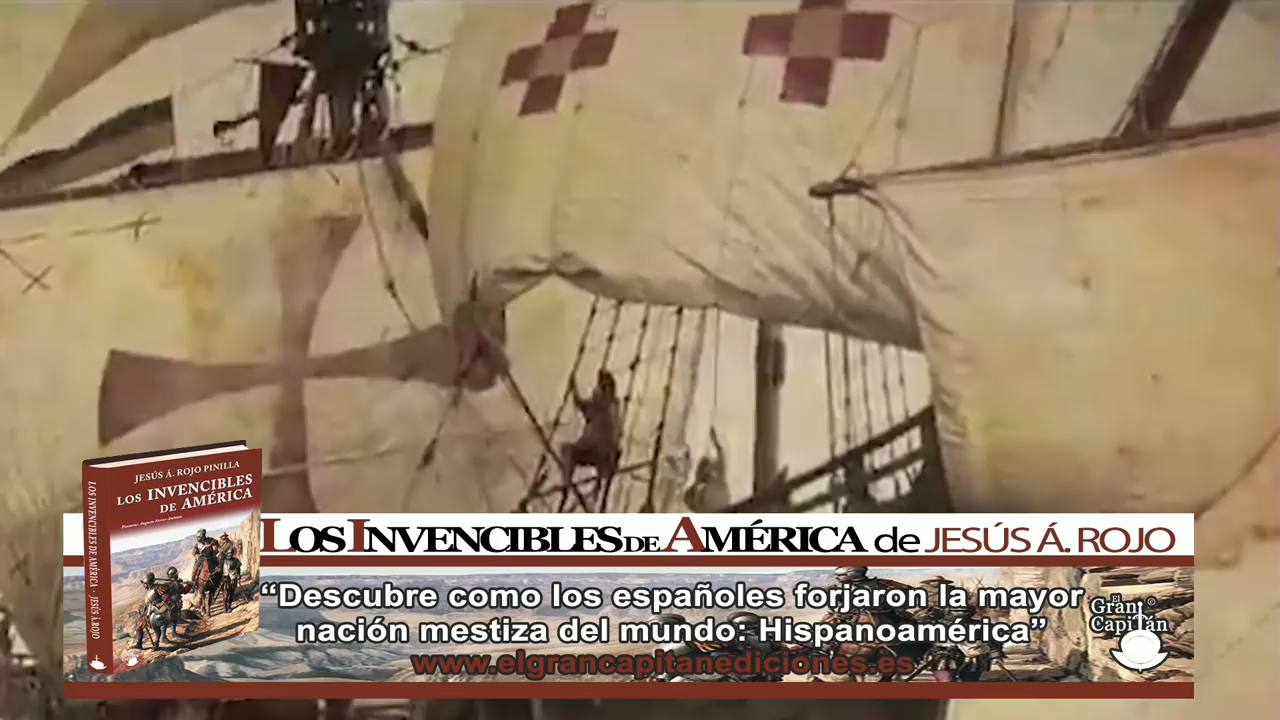 JESÚS Á. ROJO PINILLA
LOS INVENCIBLES
DE AMÉRICA
LOS INVENCIBLES DE AMÉRICA - JESÚS Á. ROJO
LOS INVENCIBLES DE AMÉRICA de JESÚS Á. ROJO
“Descubre como los españoles forjaron la mayor
nación mestiza del mundo: Hispanoamérica”
www.elgrancapitanediciones.es
El
Gran
Capitán